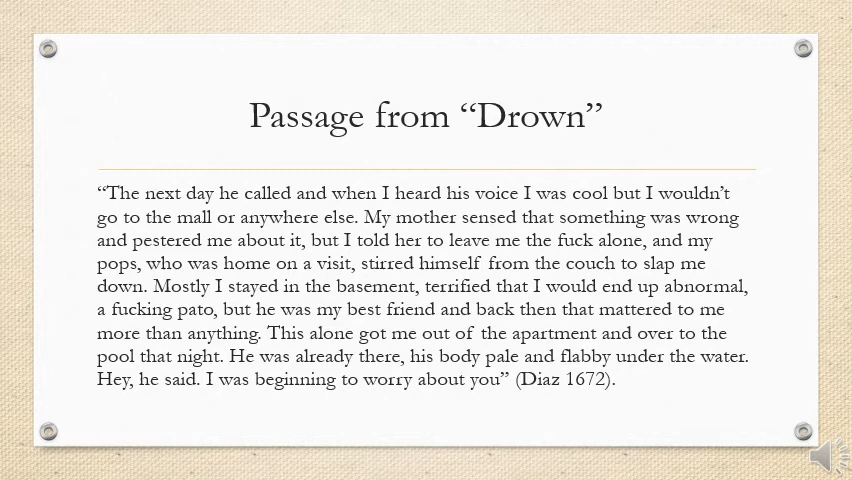 Passage from “Drown”
“The next day he called and when I heard his voice I was cool but I wouldn’t
go to the mall or anywhere else. My mother sensed that something was wrong
and pestered me about it, but I told her to leave me the fuck alone, and my
pops, who was home on a visit, stirred himself from the couch to slap me
down. Mostly I stayed in the basement, terrified that I would end up abnormal,
a fucking pato, but he was my best friend and back then that mattered to me
more than anything. This alone got me out of the apartment and over to the
pool that night. He was already there, his body pale and flabby under the water.
Hey, he said. I was beginning to worry about you” (Diaz 1672).